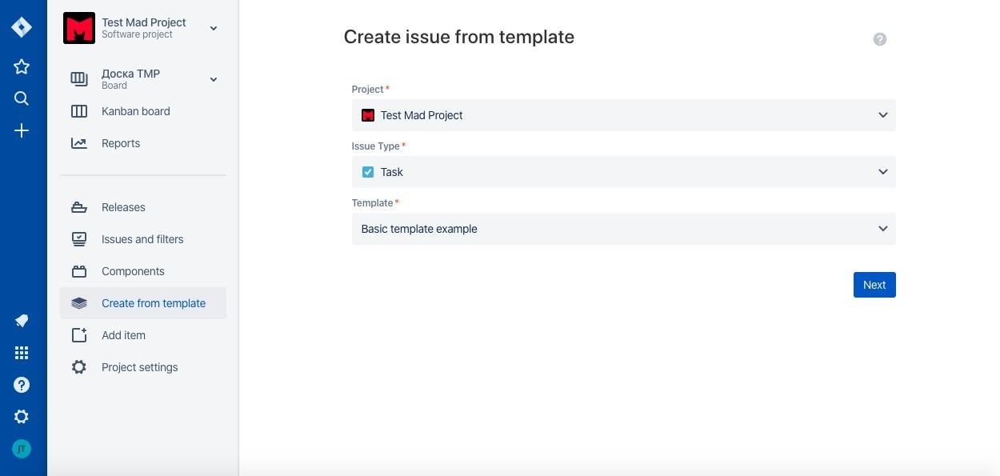 Test Mad Project
Software project
Доска TMP
Board
Kanban board
Reports
Releases
Issues and filters
Components
Create from template
Add item
Project settings
JT
Create issue from template
?
Project *
Test Mad Project
Issue Type *
Task
Template *
Basic template example
Next